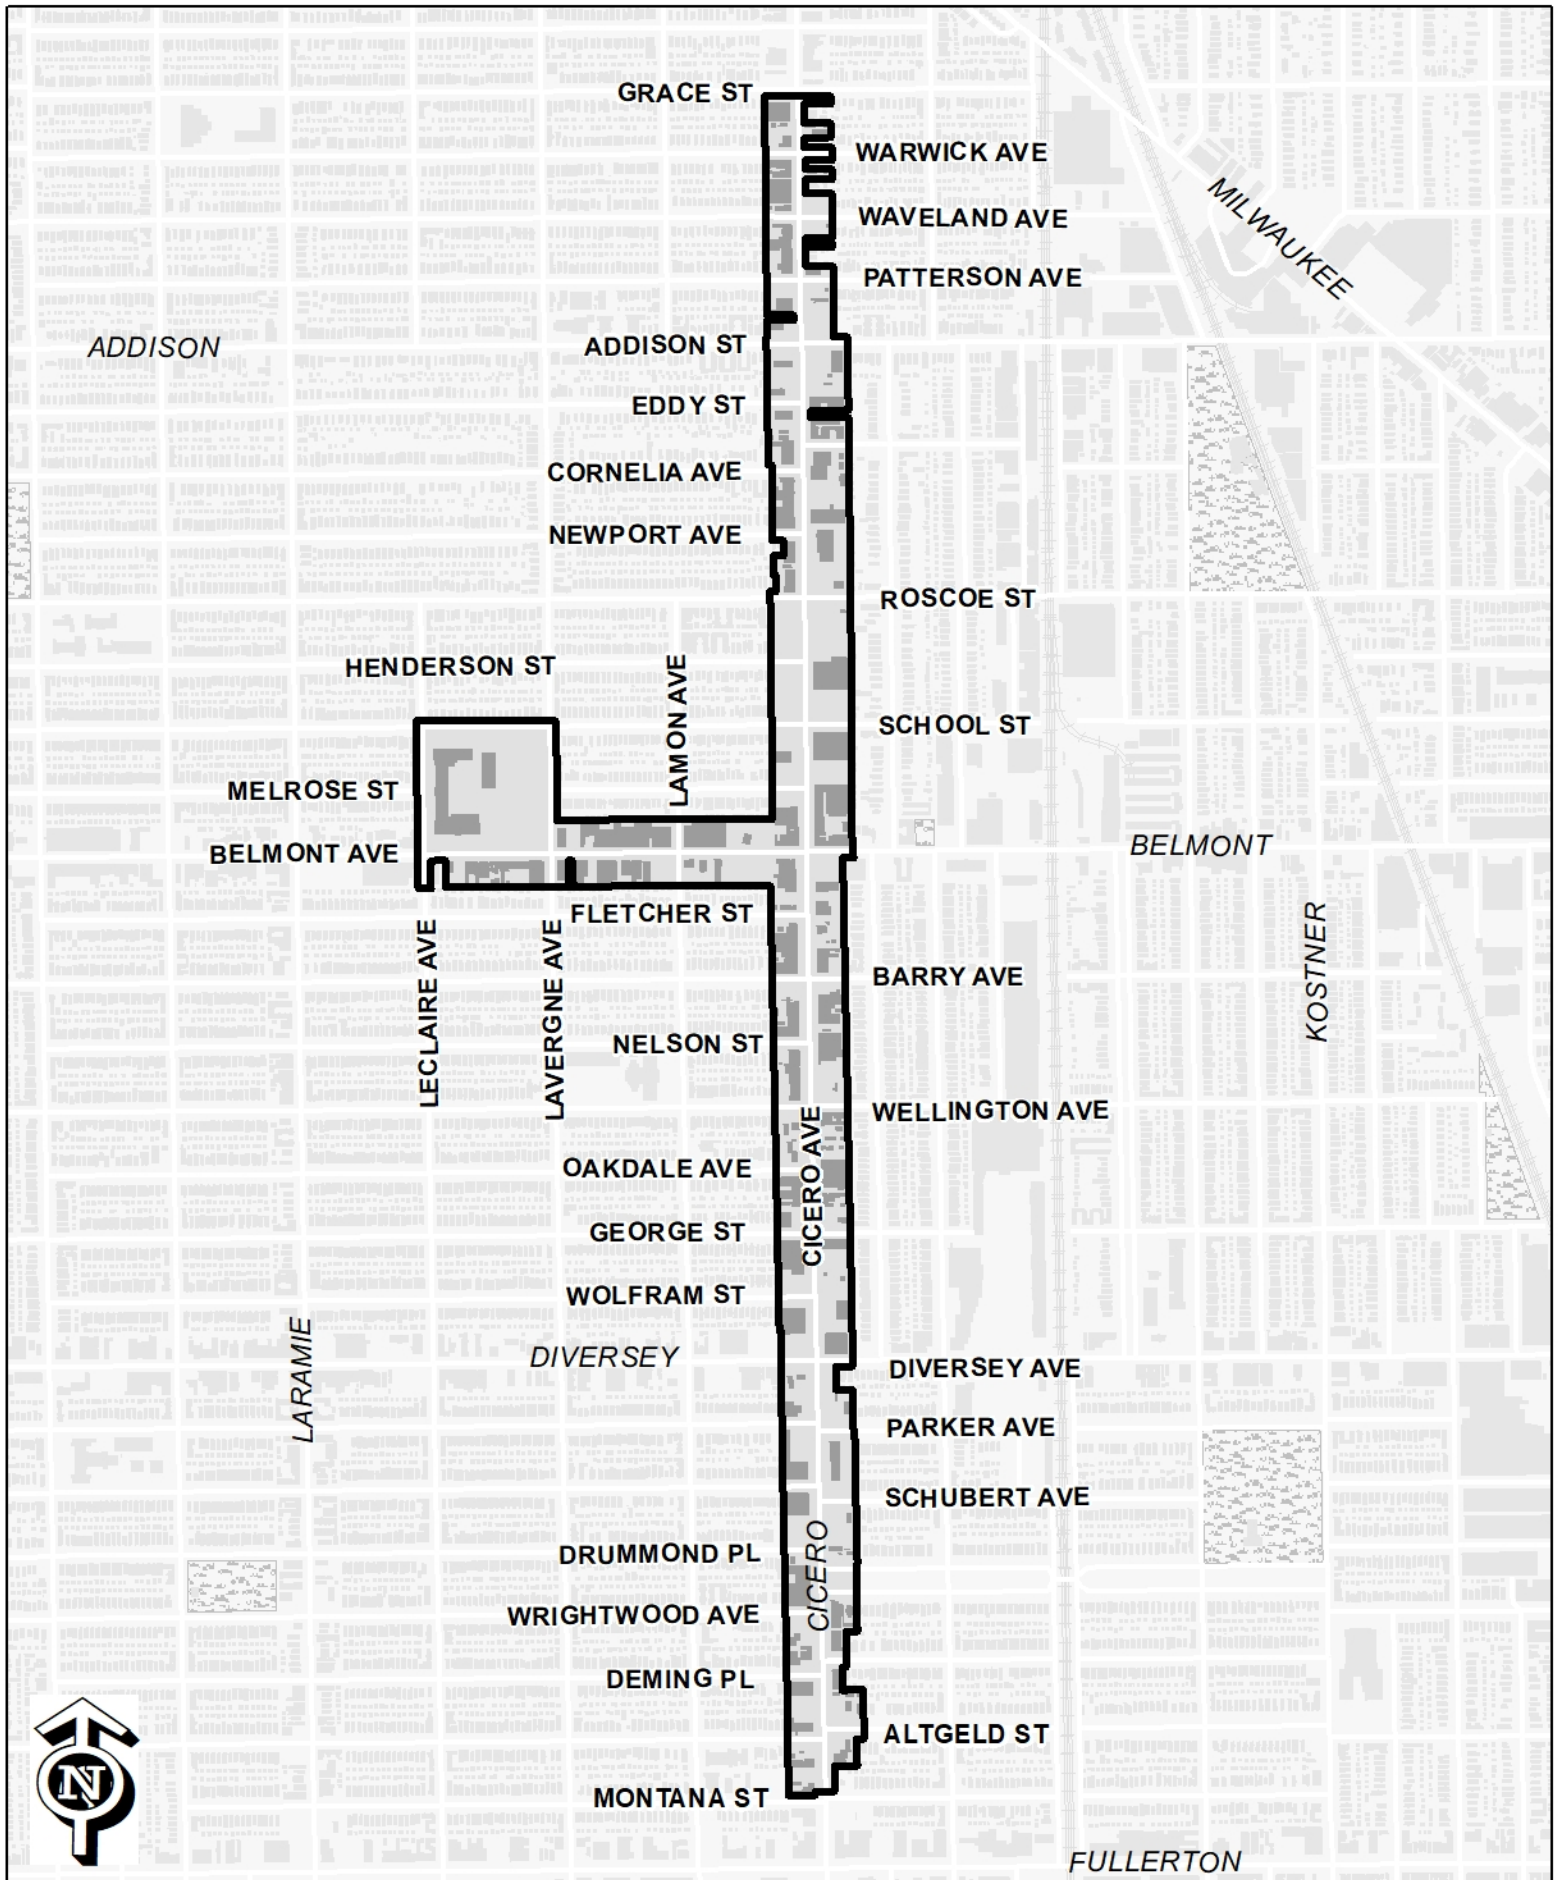 GRACE ST
WARWICK AVE
MILWAUKEE
WAVELAND AVE
PATTERSON AVE
ADDISON
ADDISON ST
EDDY ST
CORNELIA AVE
NEWPORT AVE
ROSCOE ST
HENDERSON ST
LAMON AVE
SCHOOL ST
MELROSE ST
BELMONT AVE
BELMONT
FLETCHER ST
LECLAIRE AVE
LAVERGNE AVE
KOSTNER
BARRY AVE
NELSON ST
WELLINGTON AVE
CICERO AVE
OAKDALE AVE
GEORGE ST
WOLFRAM ST
LARAMIE
DIVERSEY
DIVERSEY AVE
PARKER AVE
SCHUBERT AVE
CICERO
DRUMMOND PL
WRIGHTWOOD AVE
DEMING PL
ALTGELD ST
N
MONTANA ST
FULLERTON